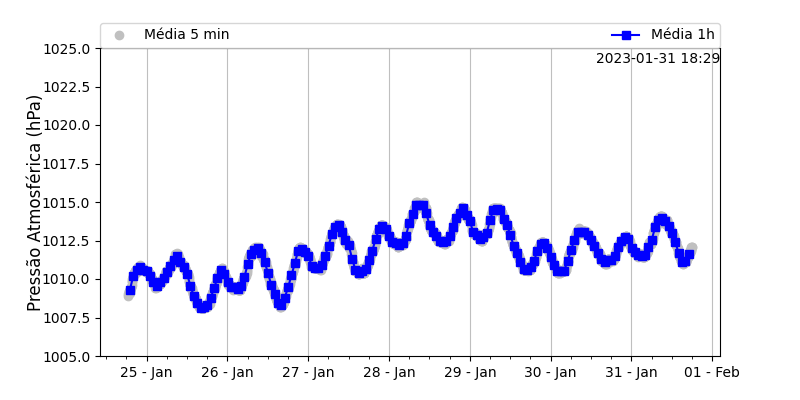 Média 5 min
Média 1h
2023-01-31 18:29
Pressão Atmosférica (hPa)
1025.0
1022.5
1020.0
1017.5
1015.0
1012.5
1010.0
1007.5
1005.0
25 - Jan
26 - Jan
27 - Jan
28 - Jan
29 - Jan
30 - Jan
31 - Jan
01 - Feb